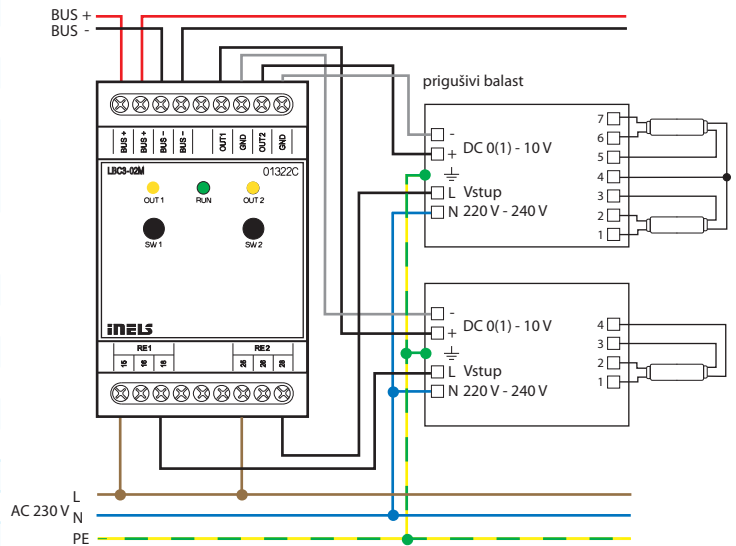 BUS +
BUS -
BUS +
BUS +
BUS -
BUS -
OUT1
GND
OUT2
GND
LBC3-02M
01322C
OUT 1
RUN
OUT 2
SW 1
SW 2
iNELS
RE1
RE2
15
16
18
25
26
28
prigušivi balast
-
+
DC 0(1) - 10 V
L Vstup
N 220 V - 240 V
7
6
5
4
3
2
1
-
+
DC 0(1) - 10 V
L Vstup
N 220 V - 240 V
4
3
2
1
AC 230 V
L
N
PE